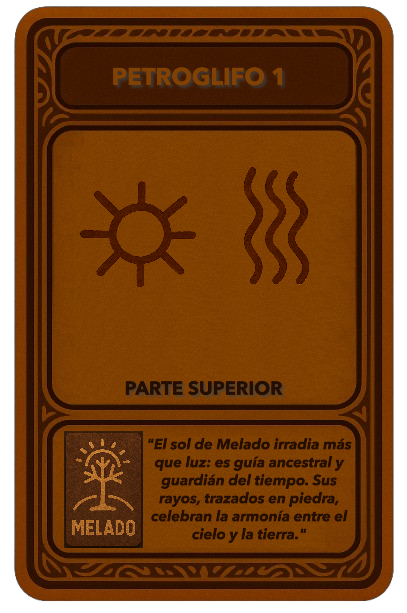 PETROGLIFO 1
PARTE SUPERIOR
"El sol de Melado irradia más
que luz: es guía ancestral y
guardián del tiempo. Sus
rayos, trazados en piedra,
celebran la armonía entre el
cielo y la tierra."
MELADO